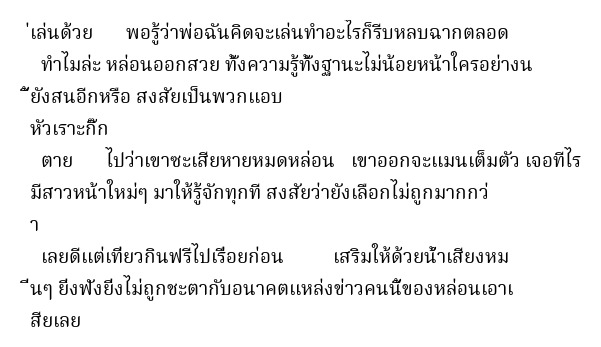 ่เล่นด้วย พอรู้ว่าพ่อฉันคิดจะเล่นทำอะไรก็รีบหลบฉากตลอด
ทำไมล่ะ หล่อนออกสวย ทั้งความรู้ทั้งฐานะไม่น้อยหน้าใครอย่างน
ี้ยังสนอีกหรือ สงสัยเป็นพวกแอบ
หัวเราะกิ๊ก
ตาย ไปว่าเขาซะเสียหายหมดหล่อน เขาออกจะแมนเต็มตัว เจอทีไร
มีสาวหน้าใหม่ๆ มาให้รู้จักทุกที สงสัยว่ายังเลือกไม่ถูกมากกว่
า
เลยดีแต่เที่ยวกินฟรีไปเรื่อยก่อน เสริมให้ด้วยน้ำเสียงหม
ื่นๆ ยิ่งฟังยิ่งไม่ถูกชะตากับอนาคตแหล่งข่าวคนนี้ของหล่อนเอาเ
สียเลย